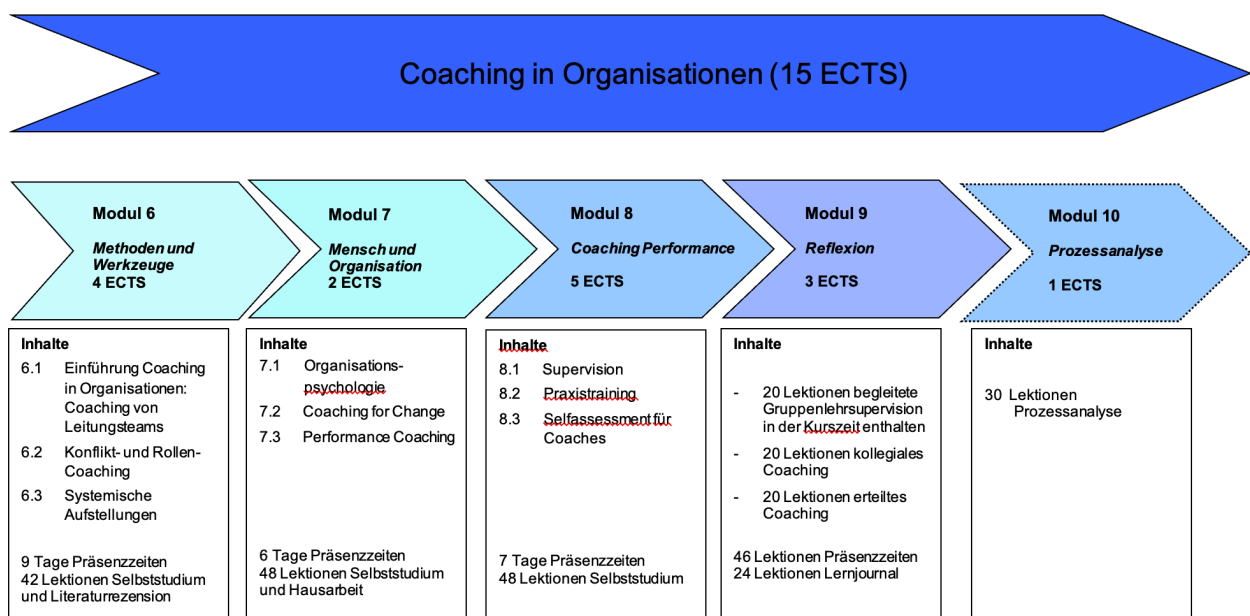 Coaching in Organisationen (15 ECTS)
Modul 6
Methoden und
Werkzeuge
4 ECTS
Modul 7
Mensch und
Organisation
2 ECTS
Modul 8
Coaching Performance
5 ECTS
Modul 9
Reflexion
3 ECTS
Modul 10
Prozessanalyse
1 ECTS
Inhalte
6.1 Einführung Coaching
in Organisationen:
Coaching von
Leitungsteams
6.2 Konflikt- und Rollen-
Coaching
6.3 Systemische
Aufstellungen
9 Tage Präsenzzeiten
42 Lektionen Selbststudium
und Literaturrezension
Inhalte
7.1 Organisations-
psychologie
7.2 Coaching for Change
7.3 Performance Coaching
6 Tage Präsenzzeiten
48 Lektionen Selbststudium
und Hausarbeit
Inhalte
8.1 Supervision
8.2 Praxistraining
8.3 Selfassessment für
Coaches
7 Tage Präsenzzeiten
48 Lektionen Selbststudium
Inhalte
- 20 Lektionen begleitete
Gruppenlehrsupervision
in der Kurszeit enthalten
- 20 Lektionen kollegiales
Coaching
- 20 Lektionen erteiltes
Coaching
46 Lektionen Präsenzzeiten
24 Lektionen Lernjournal
Inhalte
30 Lektionen
Prozessanalyse